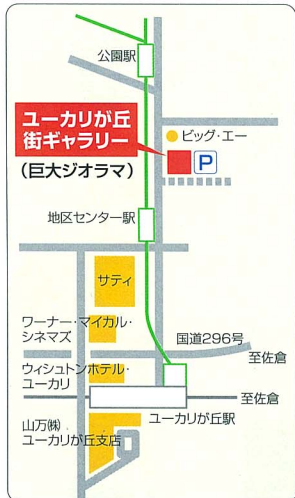 公園駅
ユーカリが丘
街ギャラリー
(巨大ジオラマ)
ビッグ・エー
P
地区センター駅
サティ
ワーナー・マイカル・
シネマズ
国道296号
至佐倉
ウィシュトンホテル・
ユーカリ
至佐倉
ユーカリが丘駅
山万㈱
ユーカリが丘支店